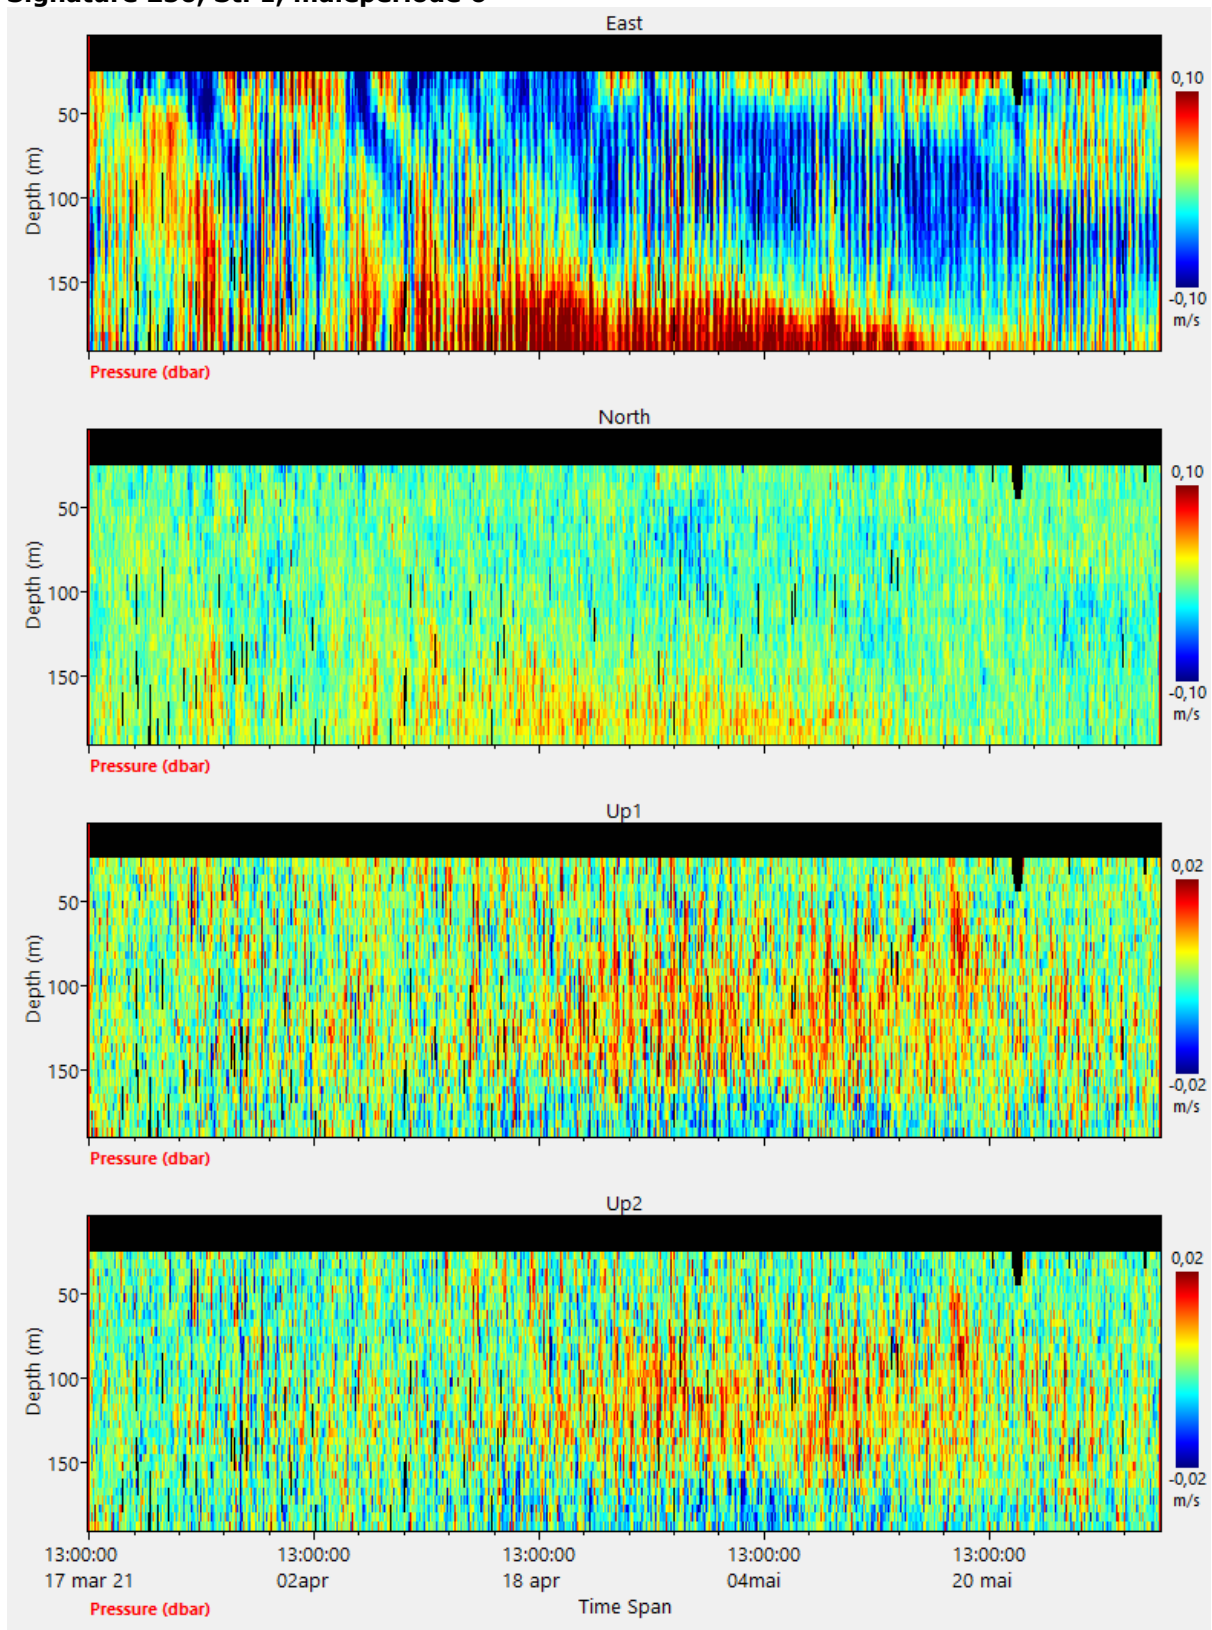 East
0,10
50
100
150
Depth (m)
-0,10
m/s
Pressure (dbar)
North
0,10
50
100
150
Depth (m)
-0,10
m/s
Pressure (dbar)
Up1
0,02
50
100
150
Depth (m)
-0,02
m/s
Pressure (dbar)
Up2
0,02
50
100
150
Depth (m)
-0,02
m/s
13:00:00 13:00:00 13:00:00 13:00:00 13:00:00
17 mar 21 02apr 18 apr 04mai 20 mai
Pressure (dbar) Time Span